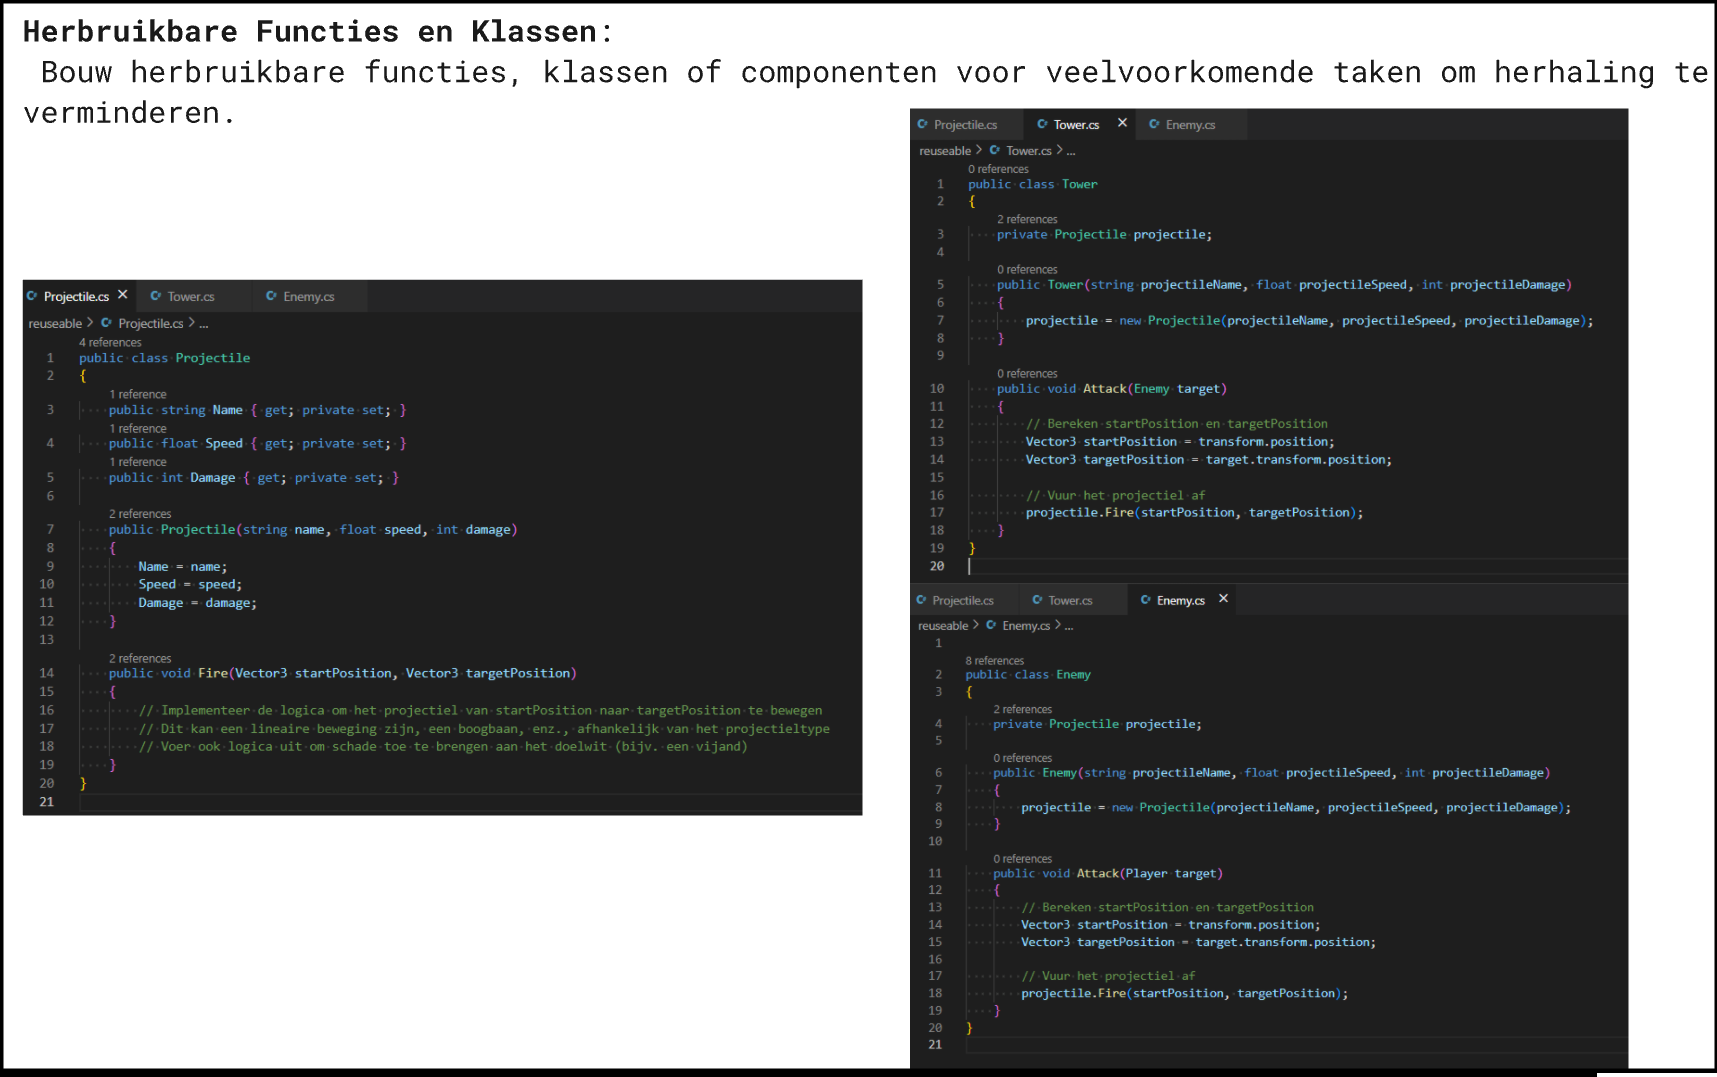 Herbruikbare Functies en Klassen:
Bouw herbruikbare functies, klassen of componenten voor veelvoorkomende taken om herhaling te
verminderen.
Projectile.cs Tower.cs Enemy.cs
reuseable > Projectile.cs > ...
4 references
1 public class Projectile
2 {
1 reference
3 public string Name { get; private set; }
1 reference
4 public float Speed { get; private set; }
1 reference
5 public int Damage { get; private set; }
6
2 references
7 public Projectile(string name, float speed, int damage)
8 {
9 Name = name;
10 Speed = speed;
11 Damage = damage;
12 }
13
2 references
14 public void Fire(Vector3 startPosition, Vector3 targetPosition)
15 {
16 // Implementeer de logica om het projectiel van startPosition naar targetPosition te bewegen
17 // Dit kan een lineaire beweging zijn, een boogbaan, enz., afhankelijk van het projectieltype
18 // Voer ook logica uit om schade toe te brengen aan het doelwit (bijv. een vijand)
19 }
20 }
21
Projectile.cs Tower.cs Enemy.cs
reuseable > Tower.cs > ...
0 references
1 public class Tower
2 {
2 references
3 private Projectile projectile;
4
0 references
5 public Tower(string projectileName, float projectileSpeed, int projectileDamage)
6 {
7 projectile = new Projectile(projectileName, projectileSpeed, projectileDamage);
8 }
9
0 references
10 public void Attack(Enemy target)
11 {
12 // Bereken startPosition en targetPosition
13 Vector3 startPosition = transform.position;
14 Vector3 targetPosition = target.transform.position;
15
16 // Vuur het projectiel af
17 projectile.Fire(startPosition, targetPosition);
18 }
19 }
20
Projectile.cs Tower.cs Enemy.cs
reuseable > Enemy.cs > ...
1
8 references
2 public class Enemy
3 {
2 references
4 private Projectile projectile;
5
0 references
6 public Enemy(string projectileName, float projectileSpeed, int projectileDamage)
7 {
8 projectile = new Projectile(projectileName, projectileSpeed, projectileDamage);
9 }
10
0 references
11 public void Attack(Player target)
12 {
13 // Bereken startPosition en targetPosition
14 Vector3 startPosition = transform.position;
15 Vector3 targetPosition = target.transform.position;
16
17 // Vuur het projectiel af
18 projectile.Fire(startPosition, targetPosition);
19 }
20 }
21